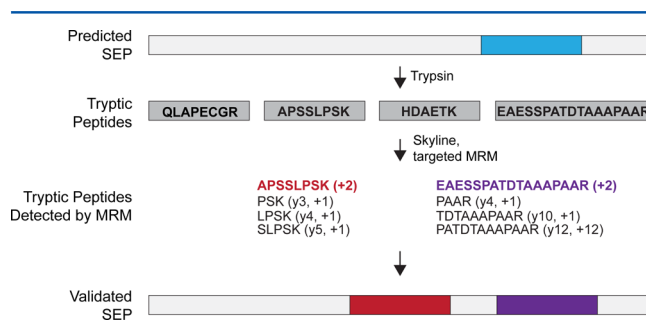 Predicted
SEP
Trypsin
Tryptic
Peptides
QLAPECGR
APSSLPSK
HDAETK
EAESSPATDTAAAPAAR
Skyline,
targeted MRM
Tryptic Peptides
Detected by MRM
APSSLPSK (+2)
PSK (y3, +1)
LPSK (y4, +1)
SLPSK (y5, +1)
EAESSPATDTAAAPAAR (+2)
PAAR (y4, +1)
TDTAAAPAAR (y10, +1)
PATDTAAAPAAR (y12, +12)
Validated
SEP